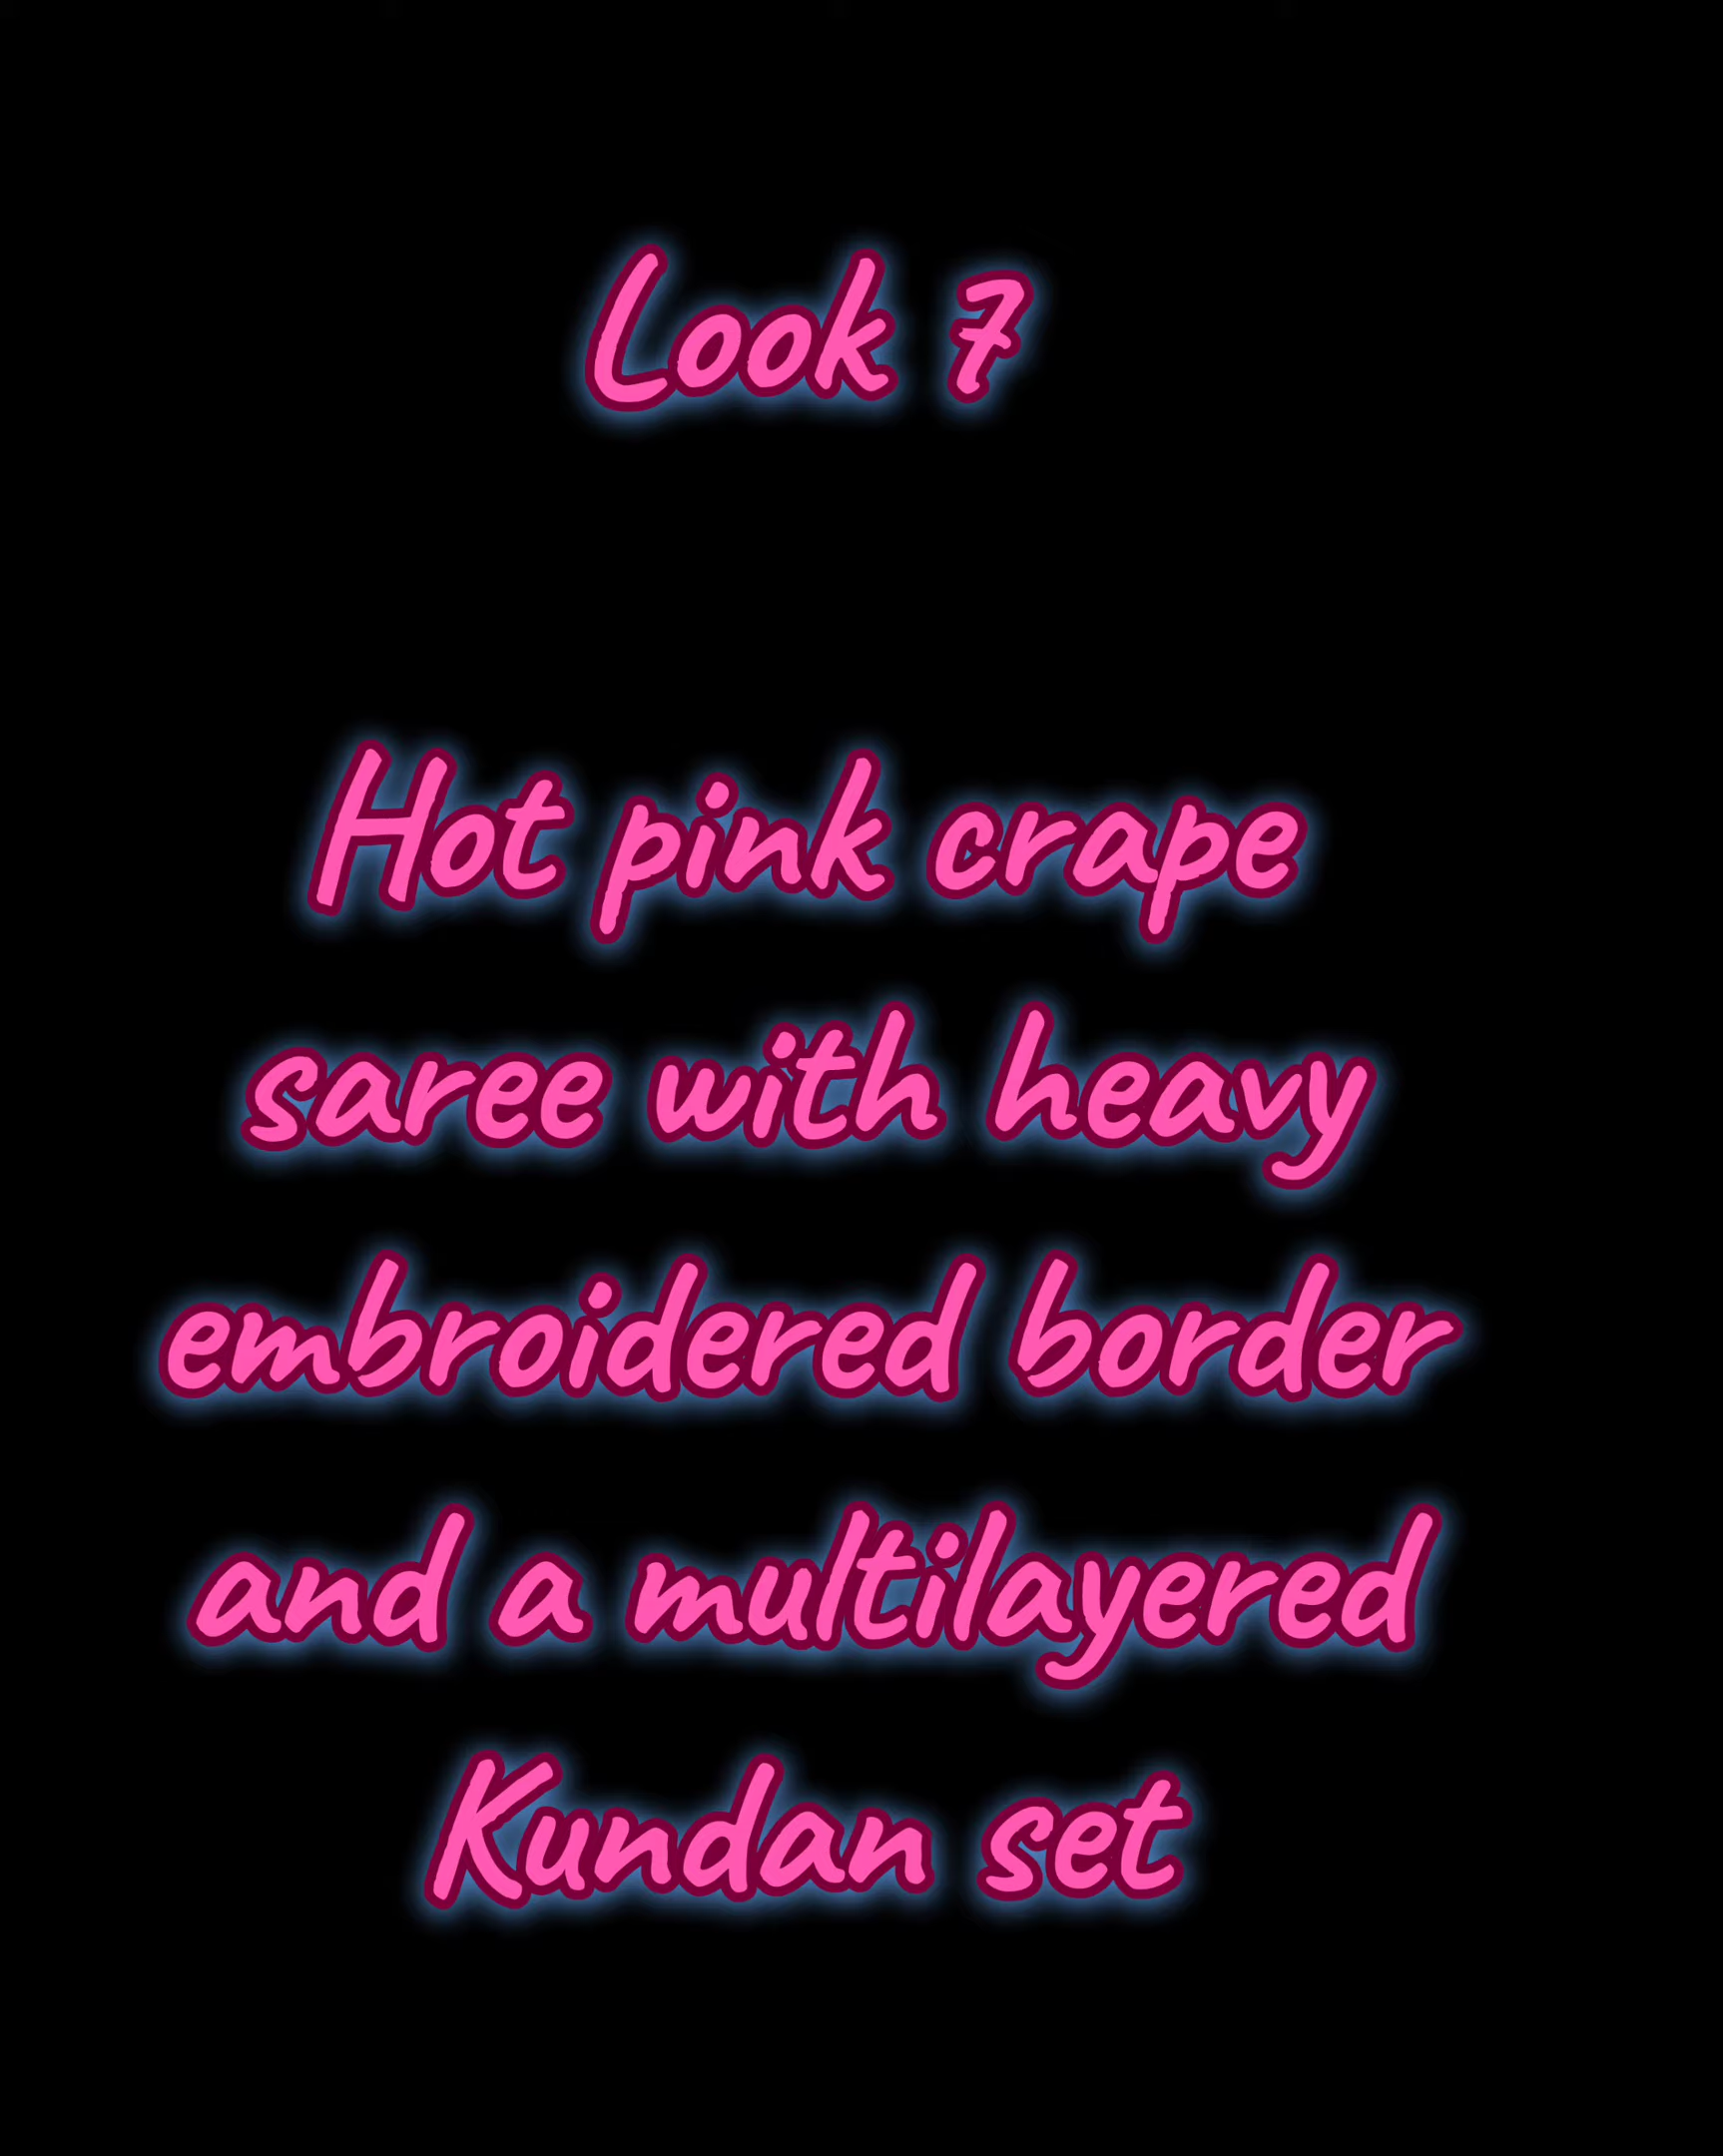 Look 7
Hot pink crape
saree with heavy
embroidered border
and a multilayered
Kundan set